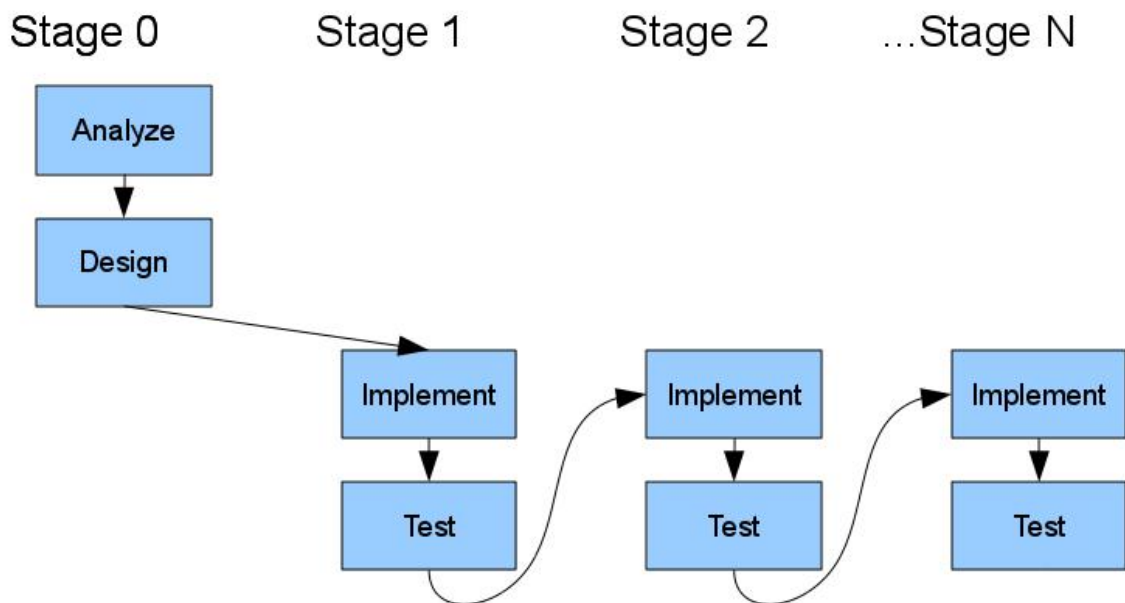 Stage 0 Stage 1 Stage 2 ...Stage N
Analyze
Design
Implement Implement Implement
Test Test Test